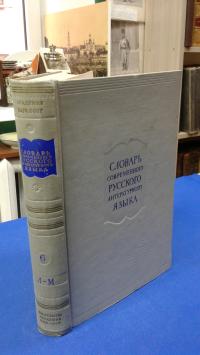 АКАДЕМИЯ
НАУК СССР
СЛОВАРЬ
СОВРЕМЕННОГО
РУССКОГО
ЛИТЕРАТУРНОГО
ЯЗЫКА
6
Л-М
СЛОВАРЬ
СОВРЕМЕННОГО
РУССКОГО
ЛИТЕРАТУРНОГО
ЯЗЫКА